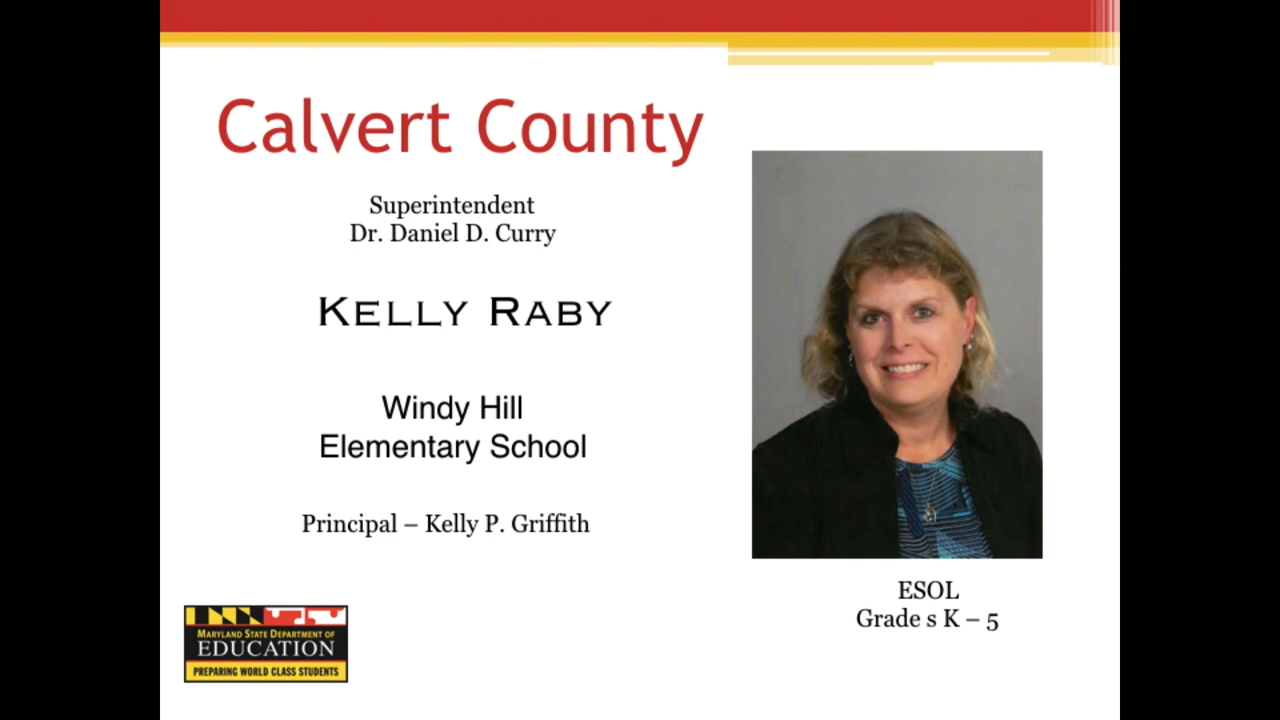 Calvert County
Superintendent
Dr. Daniel D. Curry
KELLY RABY
Windy Hill
Elementary School
Principal – Kelly P. Griffith
ESOL
Grade s K – 5
MARYLAND STATE DEPARTMENT OF
EDUCATION
PREPARING WORLD CLASS STUDENTS